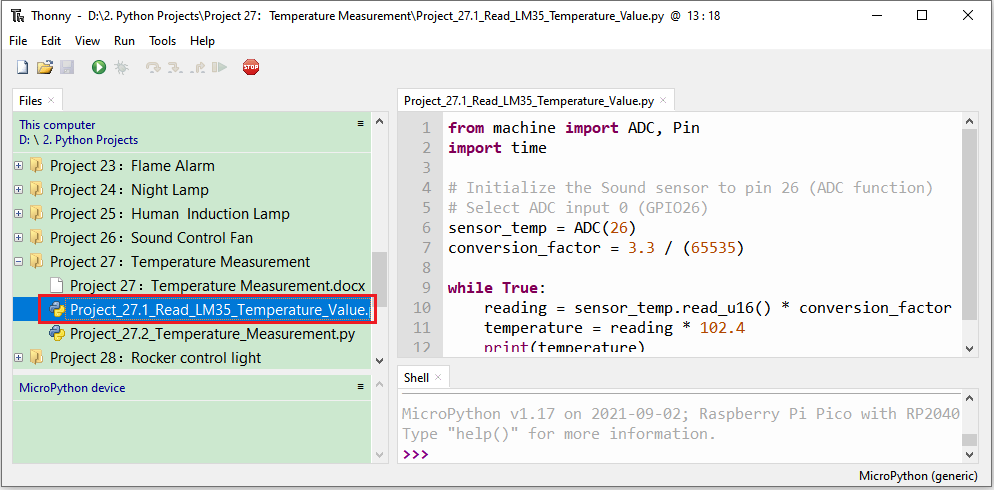 Thonny - D:\2. Python Projects\Project 27：Temperature Measurement\Project_27.1_Read_LM35_Temperature_Value.py @ 13 : 18
File Edit View Run Tools Help
STOP
Files
This computer
D: \ 2. Python Projects
Project 23：Flame Alarm
Project 24：Night Lamp
Project 25：Human Induction Lamp
Project 26：Sound Control Fan
Project 27：Temperature Measurement
Project 27：Temperature Measurement.docx
Project_27.1_Read_LM35_Temperature_Value.
Project_27.2_Temperature_Measurement.py
Project 28：Rocker control light
MicroPython device
Project_27.1_Read_LM35_Temperature_Value.py
1 from machine import ADC, Pin
2 import time
3
4 # Initialize the Sound sensor to pin 26 (ADC function)
5 # Select ADC input 0 (GPIO26)
6 sensor_temp = ADC(26)
7 conversion_factor = 3.3 / (65535)
8
9 while True:
10 reading = sensor_temp.read_u16() * conversion_factor
11 temperature = reading * 102.4
12 print(temperature)
Shell
MicroPython v1.17 on 2021-09-02; Raspberry Pi Pico with RP2040
Type "help()" for more information.
>>>
MicroPython (generic)